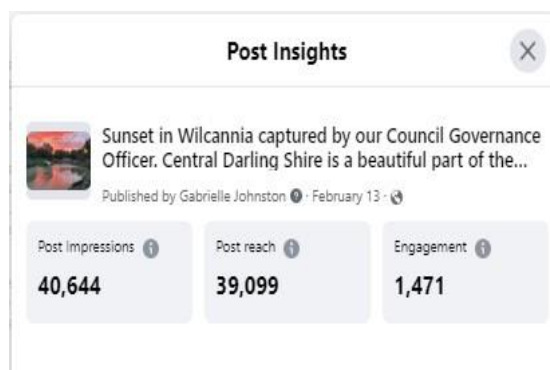 Post Insights
Sunset in Wilcannia captured by our Council Governance
Officer. Central Darling Shire is a beautiful part of the...
Published by Gabrielle Johnston · February 13 ·
Post Impressions
40,644
Post reach
39,099
Engagement
1,471